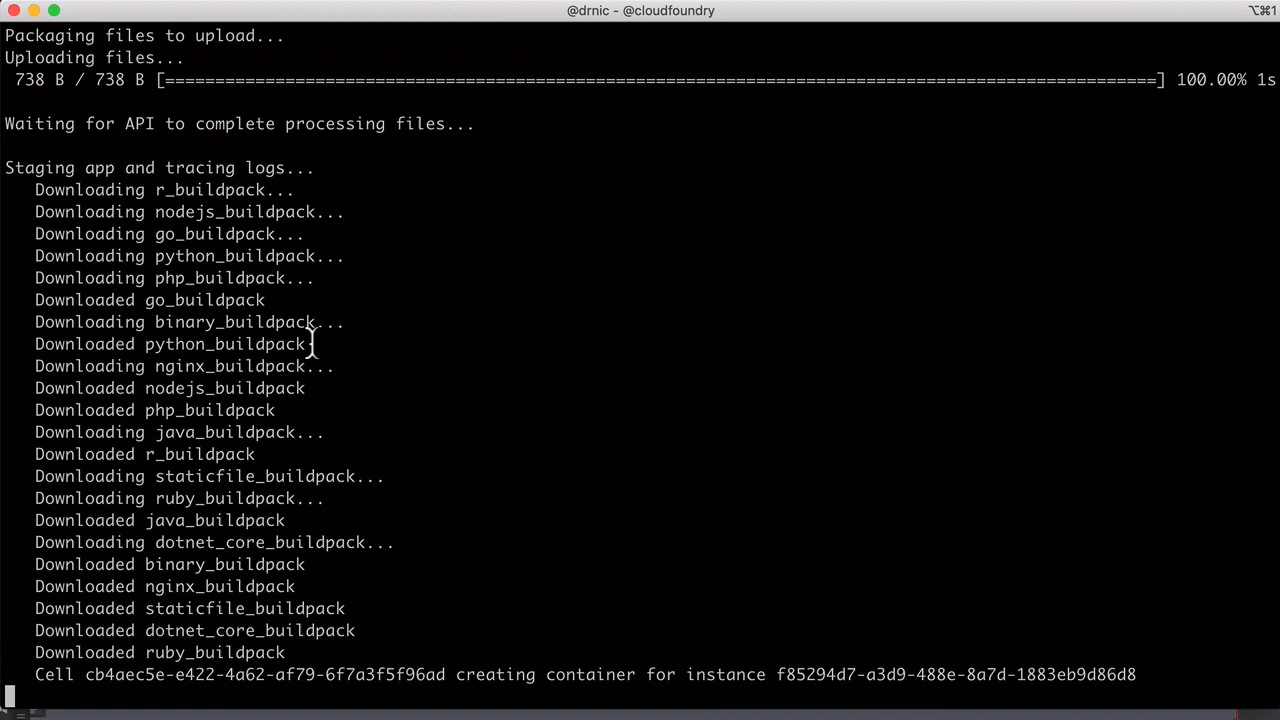 @drnic - @cloudfoundry
⌥⌘1
Packaging files to upload...
Uploading files...
738 B / 738 B [===================================================================================================] 100.00% 1s
Waiting for API to complete processing files...
Staging app and tracing logs...
Downloading r_buildpack...
Downloading nodejs_buildpack...
Downloading go_buildpack...
Downloading python_buildpack...
Downloading php_buildpack...
Downloaded go_buildpack
Downloading binary_buildpack...
Downloaded python_buildpack
Downloading nginx_buildpack...
Downloaded nodejs_buildpack
Downloaded php_buildpack
Downloading java_buildpack...
Downloaded r_buildpack
Downloading staticfile_buildpack...
Downloading ruby_buildpack...
Downloaded java_buildpack
Downloading dotnet_core_buildpack...
Downloaded binary_buildpack
Downloaded nginx_buildpack
Downloaded staticfile_buildpack
Downloaded dotnet_core_buildpack
Downloaded ruby_buildpack
Cell cb4aec5e-e422-4a62-af79-6f7a3f5f96ad creating container for instance f85294d7-a3d9-488e-8a7d-1883eb9d86d8